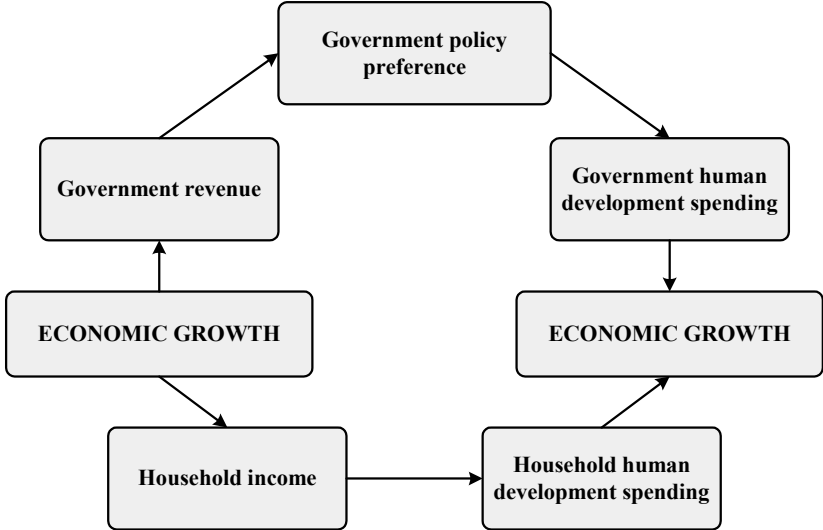 Government policy
preference
Government revenue
Government human
development spending
ECONOMIC GROWTH
ECONOMIC GROWTH
Household income
Household human
development spending